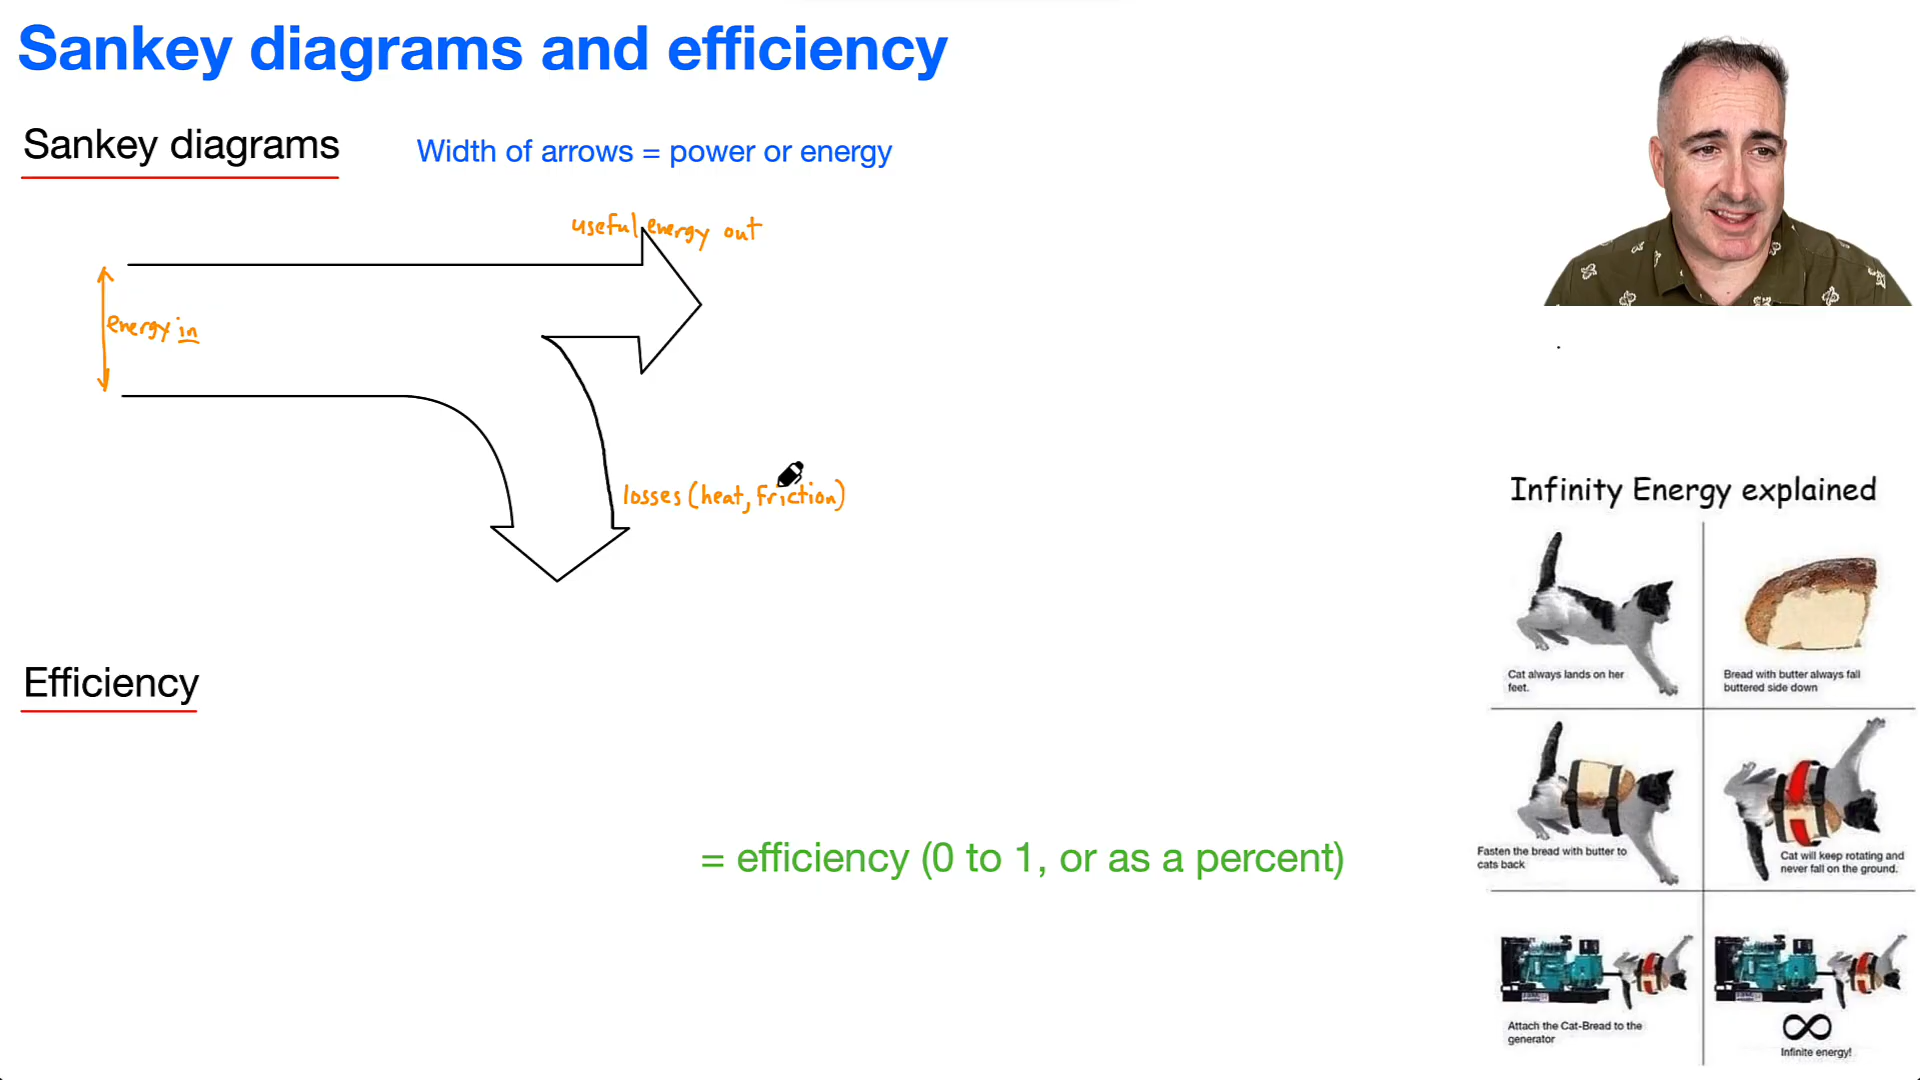 Sankey diagrams and efficiency
Sankey diagrams
Width of arrows = power or energy
useful energy out
energy in
losses (heat, friction)
Efficiency
= efficiency (0 to 1, or as a percent)
Infinity Energy explained
Cat always lands on her
feet.
Bread with butter always fall
buttered side down
Fasten the bread with butter to
cats back
Cat will keep rotating and
never fall on the ground.
Attach the Cat-Bread to the
generator
∞
Infinite energy!